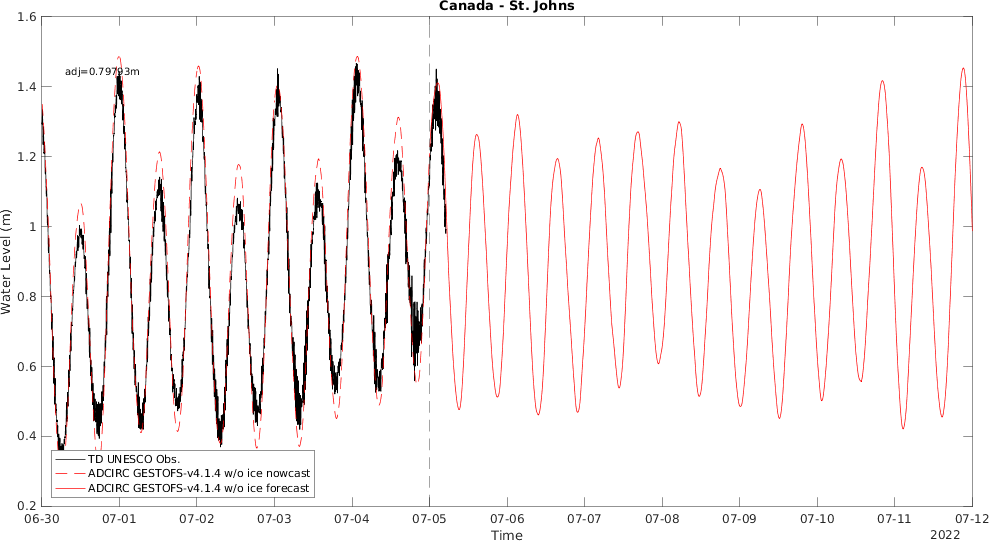 Canada - St. Johns
adj=0.79793m
Water Level (m)
1.6
1.4
1.2
1
0.8
0.6
0.4
0.2
TD UNESCO Obs.
ADCIRC GESTOFS-v4.1.4 w/o ice nowcast
ADCIRC GESTOFS-v4.1.4 w/o ice forecast
06-30 07-01 07-02 07-03 07-04 07-05 07-06 07-07 07-08 07-09 07-10 07-11 07-12
Time
2022